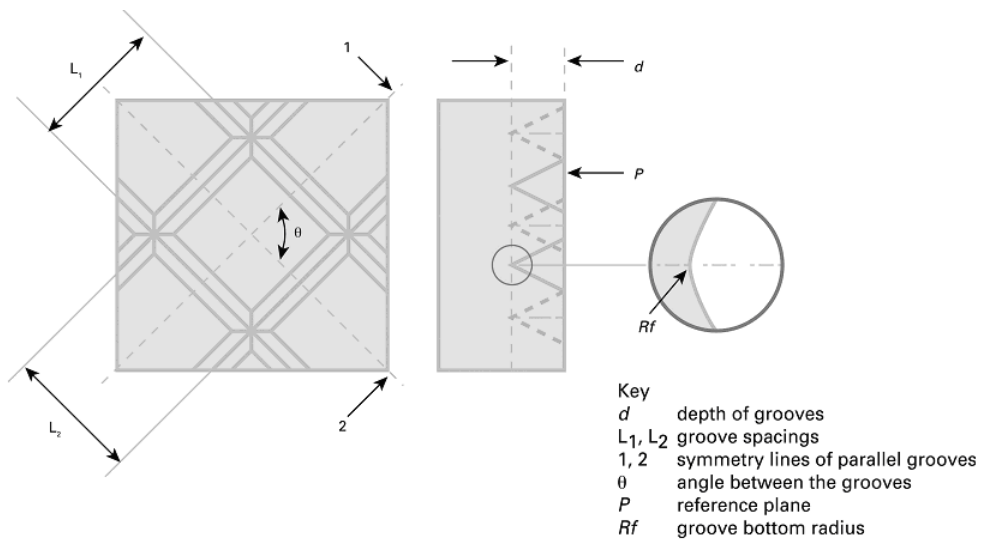 L1
1
d
P
θ
Rf
L2
2
Key
d depth of grooves
L1, L2 groove spacings
1, 2 symmetry lines of parallel grooves
θ angle between the grooves
P reference plane
Rf groove bottom radius